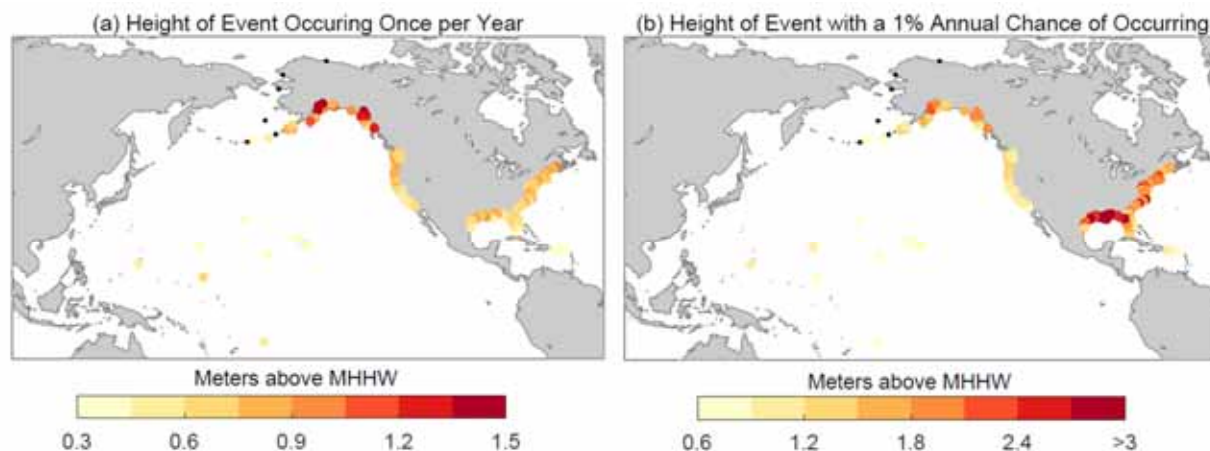 (a) Height of Event Occuring Once per Year
(b) Height of Event with a 1% Annual Chance of Occurring
Meters above MHHW
0.3 0.6 0.9 1.2 1.5
Meters above MHHW
0.6 1.2 1.8 2.4 >3